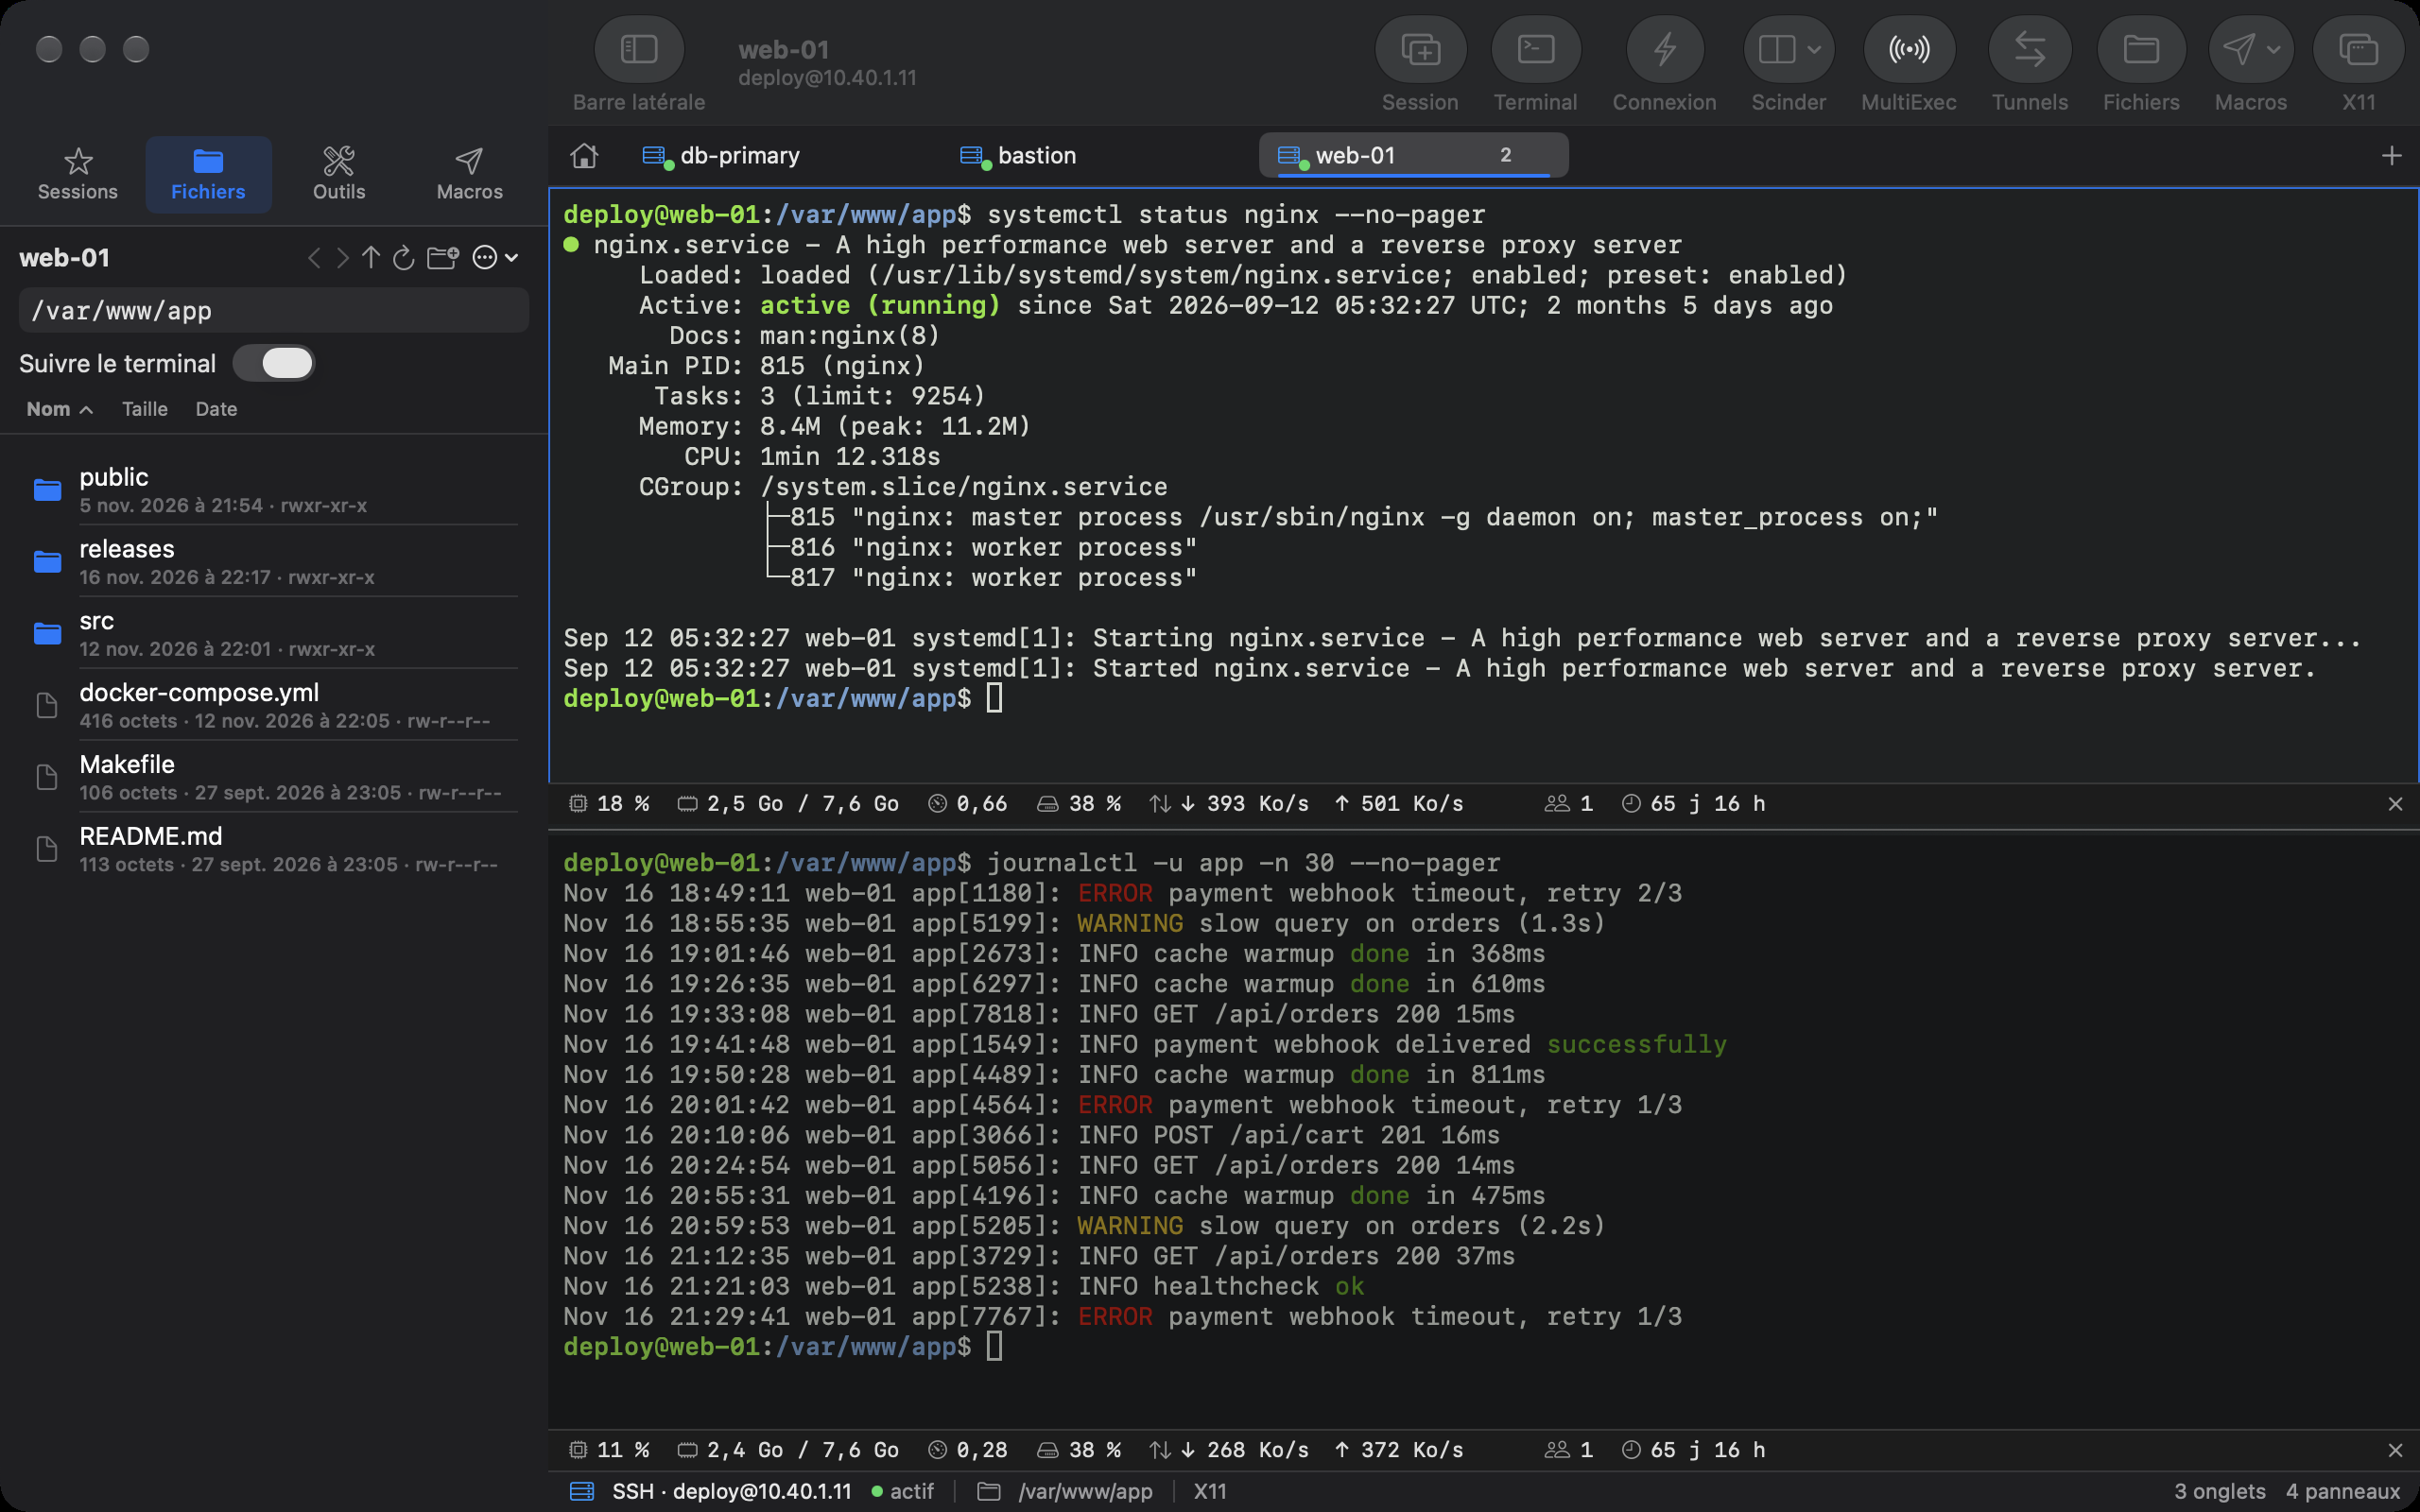 web-01
deploy@10.40.1.11
Barre latérale
Session
Terminal
Connexion
Scinder
MultiExec
Tunnels
Fichiers
Macros
X11
Sessions
Fichiers
Outils
Macros
db-primary
bastion
web-01
2
web-01
/var/www/app
Suivre le terminal
Nom
Taille
Date
public
5 nov. 2026 à 21:54 · rwxr-xr-x
releases
16 nov. 2026 à 22:17 · rwxr-xr-x
src
12 nov. 2026 à 22:01 · rwxr-xr-x
docker-compose.yml
416 octets · 12 nov. 2026 à 22:05 · rw-r--r--
Makefile
106 octets · 27 sept. 2026 à 23:05 · rw-r--r--
README.md
113 octets · 27 sept. 2026 à 23:05 · rw-r--r--
deploy@web-01:/var/www/app$ systemctl status nginx --no-pager
● nginx.service - A high performance web server and a reverse proxy server
Loaded: loaded (/usr/lib/systemd/system/nginx.service; enabled; preset: enabled)
Active: active (running) since Sat 2026-09-12 05:32:27 UTC; 2 months 5 days ago
Docs: man:nginx(8)
Main PID: 815 (nginx)
Tasks: 3 (limit: 9254)
Memory: 8.4M (peak: 11.2M)
CPU: 1min 12.318s
CGroup: /system.slice/nginx.service
├─815 "nginx: master process /usr/sbin/nginx -g daemon on; master_process on;"
├─816 "nginx: worker process"
└─817 "nginx: worker process"
Sep 12 05:32:27 web-01 systemd[1]: Starting nginx.service - A high performance web server and a reverse proxy server...
Sep 12 05:32:27 web-01 systemd[1]: Started nginx.service - A high performance web server and a reverse proxy server.
deploy@web-01:/var/www/app$
18 % 2,5 Go / 7,6 Go 0,66 38 % ↓ 393 Ko/s ↑ 501 Ko/s 1 65 j 16 h
deploy@web-01:/var/www/app$ journalctl -u app -n 30 --no-pager
Nov 16 18:49:11 web-01 app[1180]: ERROR payment webhook timeout, retry 2/3
Nov 16 18:55:35 web-01 app[5199]: WARNING slow query on orders (1.3s)
Nov 16 19:01:46 web-01 app[2673]: INFO cache warmup done in 368ms
Nov 16 19:26:35 web-01 app[6297]: INFO cache warmup done in 610ms
Nov 16 19:33:08 web-01 app[7818]: INFO GET /api/orders 200 15ms
Nov 16 19:41:48 web-01 app[1549]: INFO payment webhook delivered successfully
Nov 16 19:50:28 web-01 app[4489]: INFO cache warmup done in 811ms
Nov 16 20:01:42 web-01 app[4564]: ERROR payment webhook timeout, retry 1/3
Nov 16 20:10:06 web-01 app[3066]: INFO POST /api/cart 201 16ms
Nov 16 20:24:54 web-01 app[5056]: INFO GET /api/orders 200 14ms
Nov 16 20:55:31 web-01 app[4196]: INFO cache warmup done in 475ms
Nov 16 20:59:53 web-01 app[5205]: WARNING slow query on orders (2.2s)
Nov 16 21:12:35 web-01 app[3729]: INFO GET /api/orders 200 37ms
Nov 16 21:21:03 web-01 app[5238]: INFO healthcheck ok
Nov 16 21:29:41 web-01 app[7767]: ERROR payment webhook timeout, retry 1/3
deploy@web-01:/var/www/app$
11 % 2,4 Go / 7,6 Go 0,28 38 % ↓ 268 Ko/s ↑ 372 Ko/s 1 65 j 16 h
SSH · deploy@10.40.1.11 ● actif /var/www/app X11 3 onglets 4 panneaux